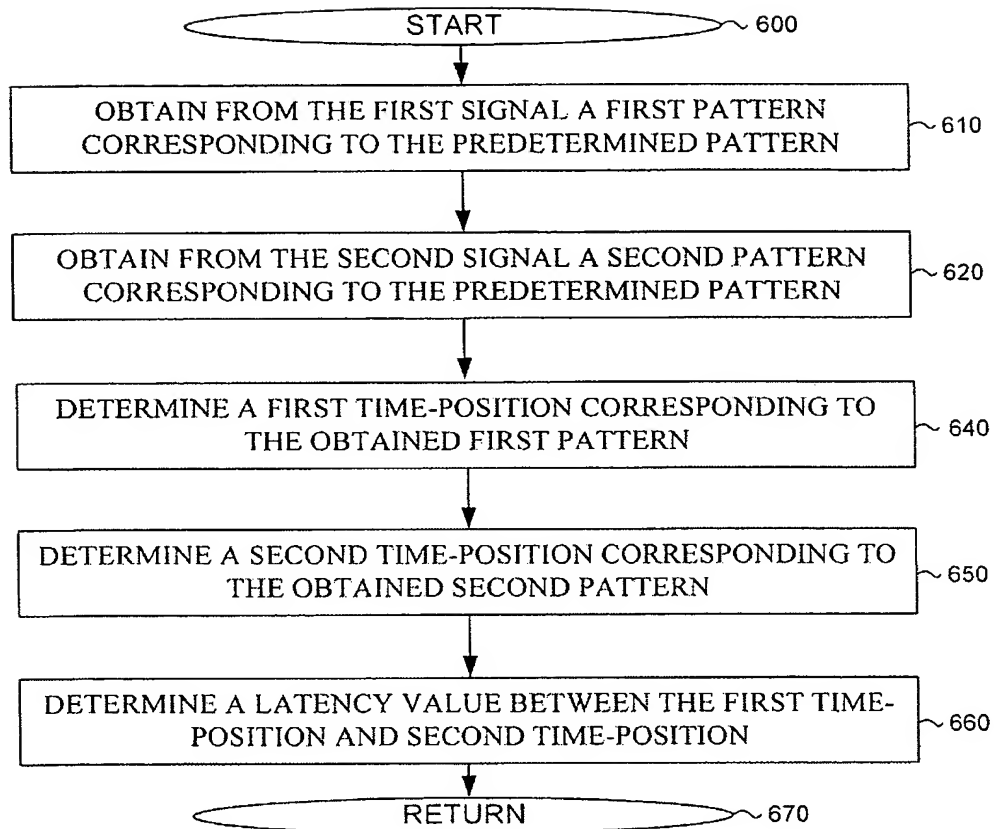 START
600
OBTAIN FROM THE FIRST SIGNAL A FIRST PATTERN
CORRESPONDING TO THE PREDETERMINED PATTERN
610
OBTAIN FROM THE SECOND SIGNAL A SECOND PATTERN
CORRESPONDING TO THE PREDETERMINED PATTERN
620
DETERMINE A FIRST TIME-POSITION CORRESPONDING TO
THE OBTAINED FIRST PATTERN
640
DETERMINE A SECOND TIME-POSITION CORRESPONDING TO
THE OBTAINED SECOND PATTERN
650
DETERMINE A LATENCY VALUE BETWEEN THE FIRST TIME-
POSITION AND SECOND TIME-POSITION
660
RETURN
670